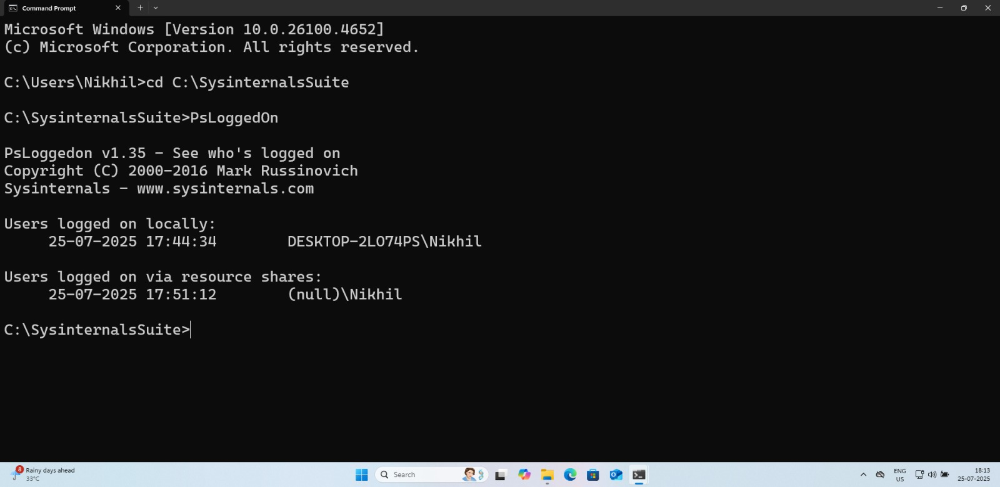 Command Prompt
Microsoft Windows [Version 10.0.26100.4652]
(c) Microsoft Corporation. All rights reserved.
C:\Users\Nikhil>cd C:\SysinternalsSuite
C:\SysinternalsSuite>PsLoggedOn
PsLoggedon v1.35 - See who's logged on
Copyright (C) 2000-2016 Mark Russinovich
Sysinternals - www.sysinternals.com
Users logged on locally:
25-07-2025 17:44:34 DESKTOP-2LO74PS\Nikhil
Users logged on via resource shares:
25-07-2025 17:51:12 (null)\Nikhil
C:\SysinternalsSuite>
8
Rainy days ahead
33°C
Search
ENG
US
18:13
25-07-2025